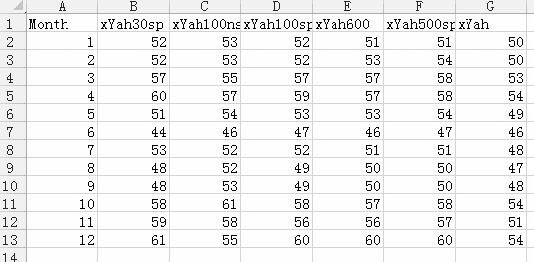 A B C D E F G
1 Month xYah30sp xYah100ns xYah100sp xYah600 xYah500sp xYah
2 1 52 53 52 51 51 50
3 2 52 53 52 53 54 50
4 3 57 55 57 57 58 53
5 4 60 57 59 57 58 54
6 5 51 54 53 53 54 49
7 6 44 46 47 46 47 46
8 7 53 52 52 51 51 48
9 8 48 52 49 50 50 47
10 9 48 53 49 50 50 48
11 10 58 61 58 57 58 54
12 11 59 58 56 56 57 51
13 12 61 55 60 60 60 54
14